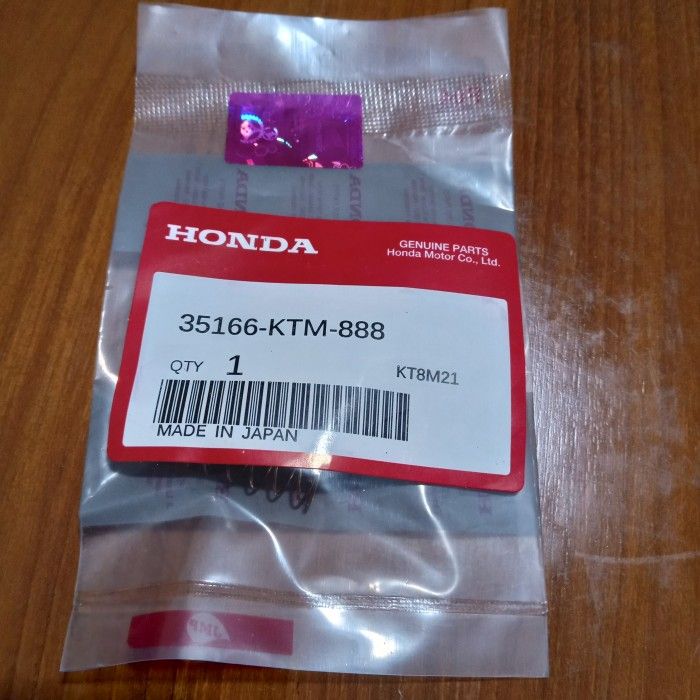 HONDA
GENUINE PARTS
Honda Motor Co., Ltd.
35166-KTM-888
QTY 1
KT8M21
MADE IN JAPAN